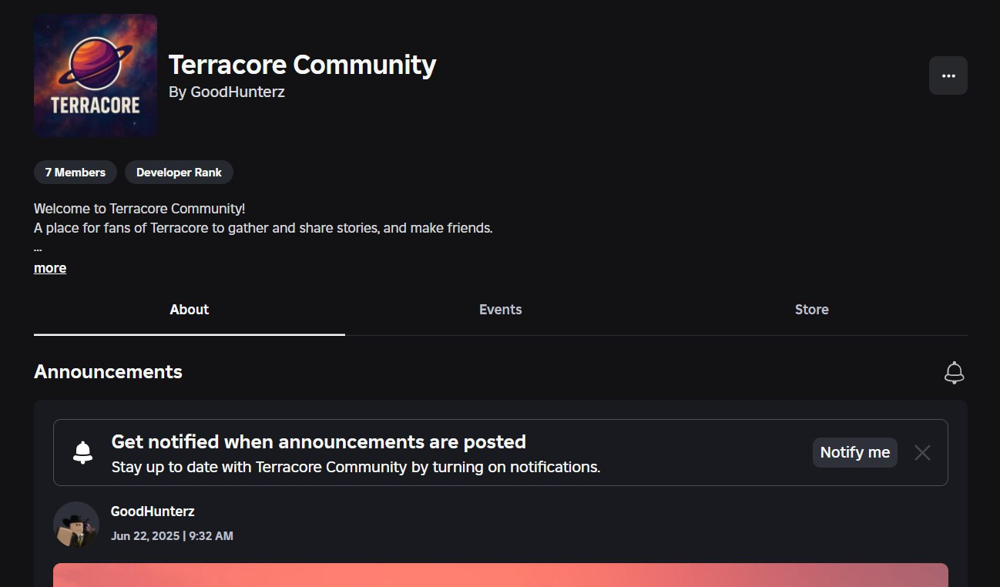 TERRACORE
Terracore Community
By GoodHunterz
...
7 Members
Developer Rank
Welcome to Terracore Community!
A place for fans of Terracore to gather and share stories, and make friends.
...
more
About
Events
Store
Announcements
Get notified when announcements are posted
Stay up to date with Terracore Community by turning on notifications.
Notify me
GoodHunterz
Jun 22, 2025 | 9:32 AM